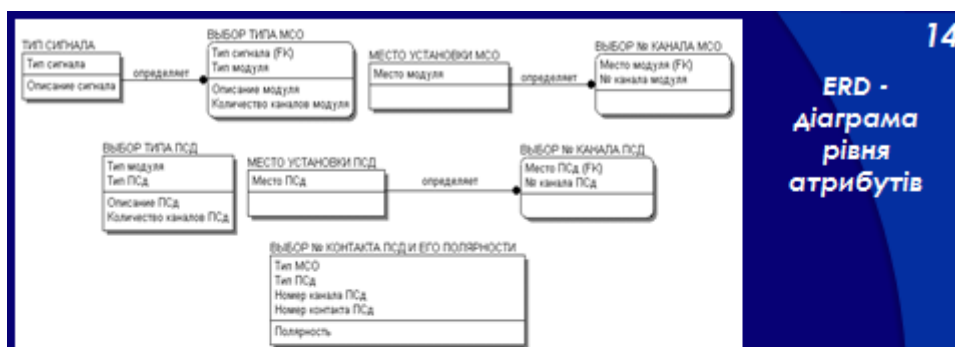 14
ERD -
діаграма
рівня
атрибутів
ТИП СИГНАЛА
Тип сигнала
Описание сигнала
определяет
ВЫБОР ТИПА МСО
Тип сигнала (FK)
Тип модуля
Описание модуля
Количество каналов модуля
МЕСТО УСТАНОВКИ МСО
Место модуля
определяет
ВЫБОР № КАНАЛА МСО
Место модуля (FK)
№ канала модуля
ВЫБОР ТИПА ПСД
Тип модуля
Тип ПСд
Описание ПСд
Количество каналов ПСд
МЕСТО УСТАНОВКИ ПСД
Место ПСд
определяет
ВЫБОР № КАНАЛА ПСД
Место ПСд (FK)
№ канала ПСд
ВЫБОР № КОНТАКТА ПСД И ЕГО ПОЛЯРНОСТИ
Тип МСО
Тип ПСд
Номер канала ПСд
Номер контакта ПСд
Полярность